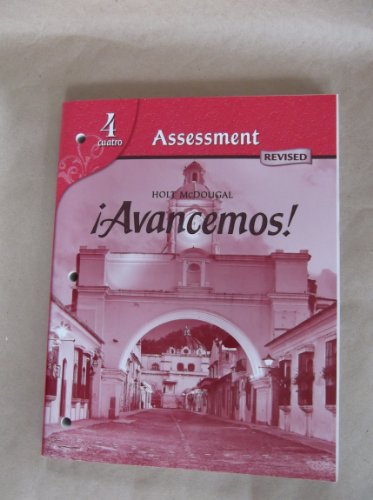 4
cuatro
Assessment
REVISED
HOLT McDOUGAL
¡Avancemos!